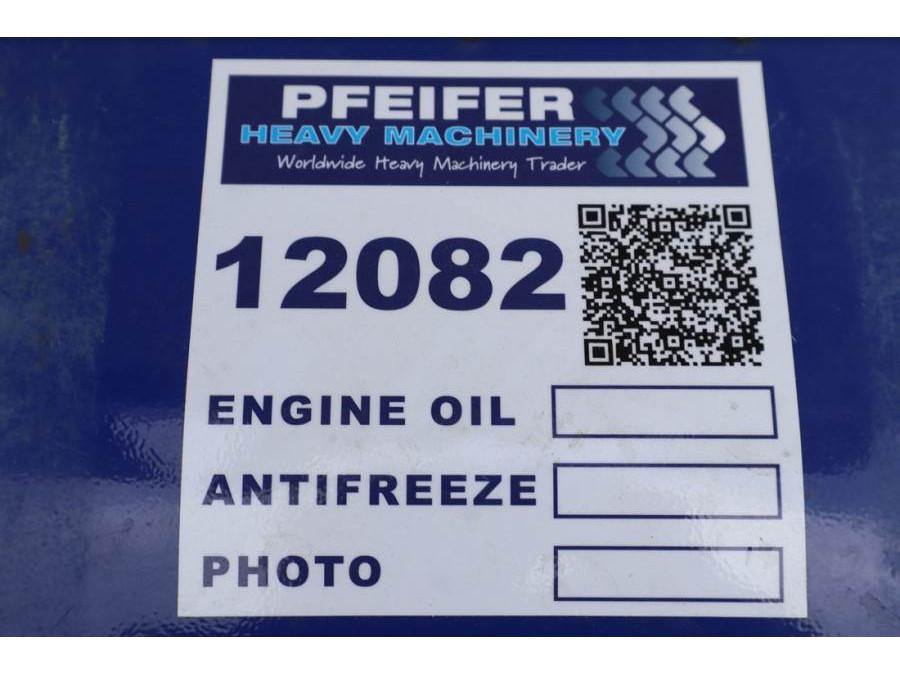 PFEIFER
HEAVY MACHINERY
Worldwide Heavy Machinery Trader
12082
ENGINE OIL
ANTIFREEZE
PHOTO